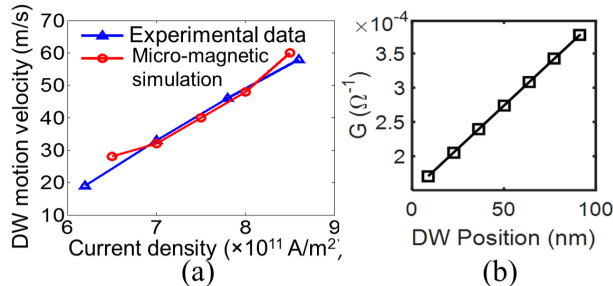 DW motion velocity (m/s)
70
60
50
40
30
20
10
Experimental data
Micro-magnetic
simulation
6 7 8 9
Current density (×10¹¹ A/m²)
(a)
×10⁻⁴
G (Ω⁻¹)
3.5
3
2.5
2
0 50 100
DW Position (nm)
(b)